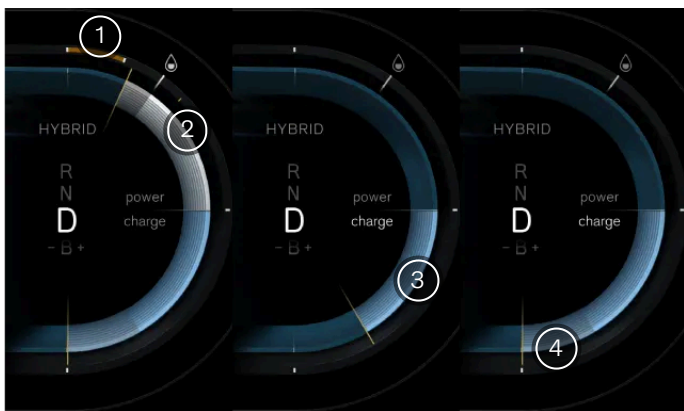 1
2
HYBRID
R
N
D
- B +
power
charge
HYBRID
R
N
D
- B +
power
charge
3
HYBRID
R
N
D
- B +
power
charge
4